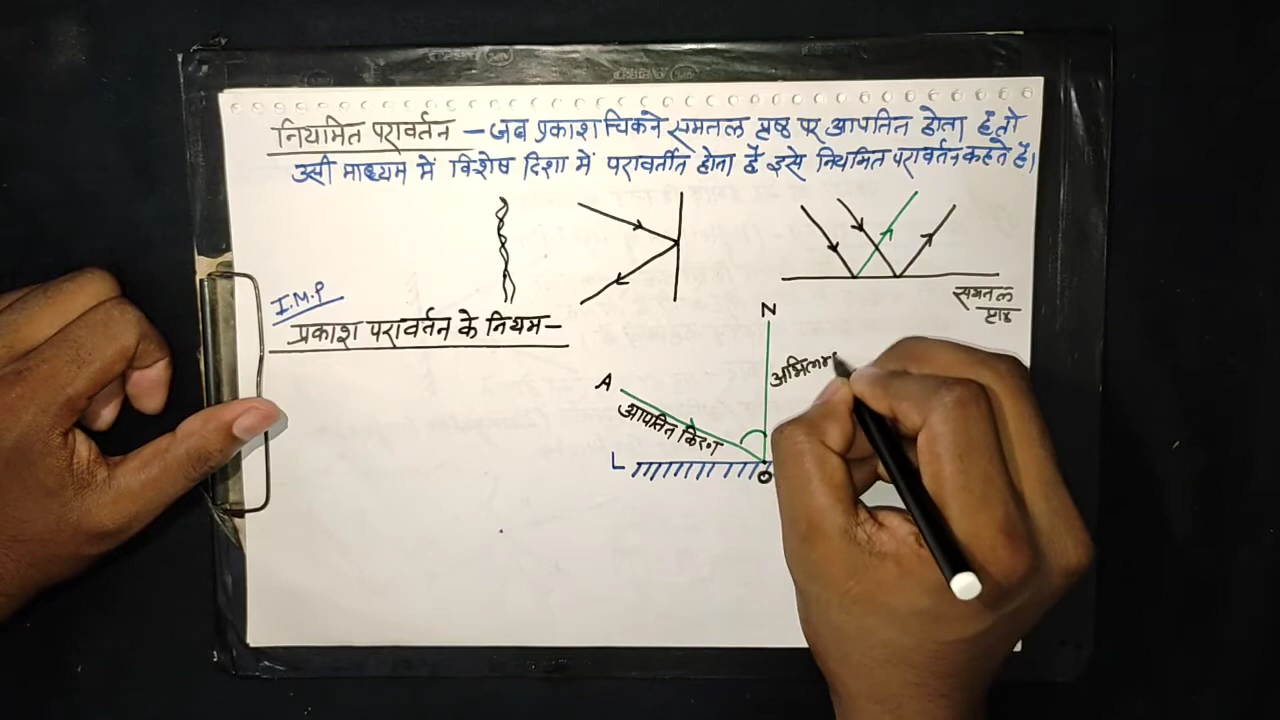 नियामित परावर्तन – जब प्रकाश चिकने समतल प्रष्ठ पर आपतित होता है, तो
उसी माध्यम में विशेष दिशा में परावर्तीत होता है इसे नियमित परावर्तन कहते है।
समतल
I.M.P
प्रकाश परावर्तन के नियम–
N
A
आपतित किरण
L
O